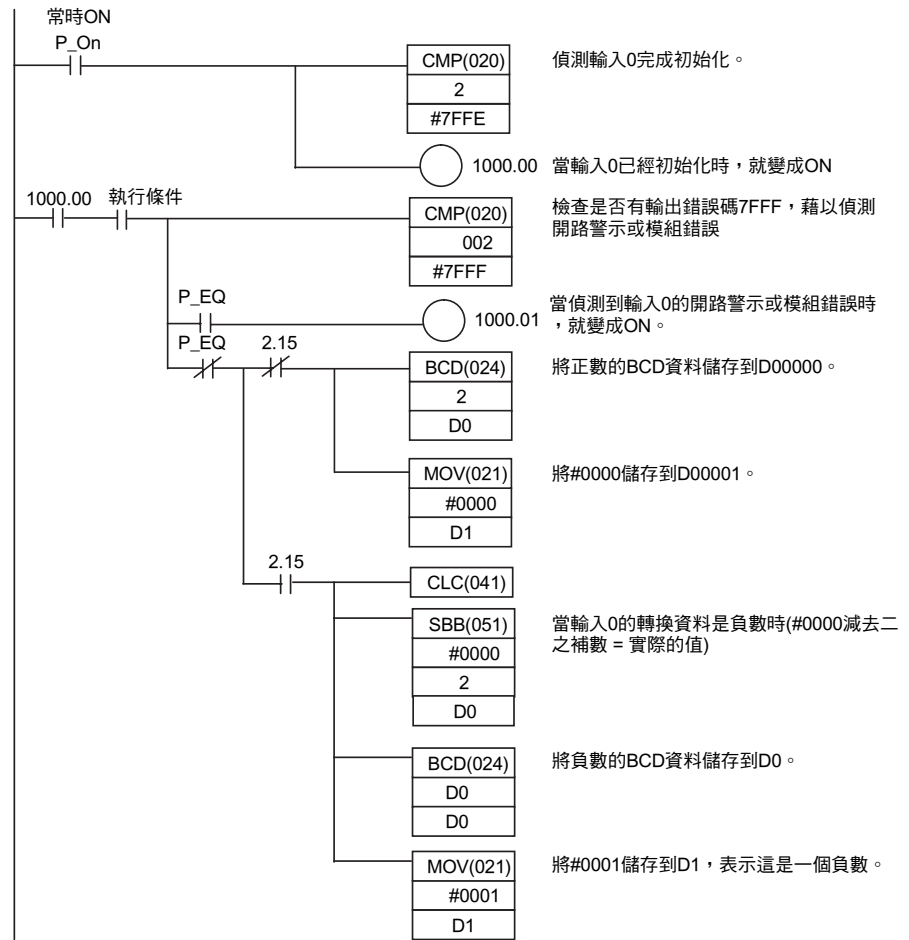 常時ON
P_On
CMP(020)
偵測輸入0完成初始化。
2
#7FFE
1000.00 當輸入0已經初始化時，就變成ON
1000.00 執行條件
CMP(020)
檢查是否有輸出錯誤碼7FFF，藉以偵測
開路警示或模組錯誤
002
#7FFF
P_EQ
1000.01
當偵測到輸入0的開路警示或模組錯誤時
，就變成ON。
P_EQ
2.15
BCD(024)
將正數的BCD資料儲存到D00000。
2
D0
MOV(021)
將#0000儲存到D00001。
#0000
D1
2.15
CLC(041)
SBB(051)
當輸入0的轉換資料是負數時(#0000減去二
之補數 = 實際的值)
#0000
2
D0
BCD(024)
將負數的BCD資料儲存到D0。
D0
D0
MOV(021)
將#0001儲存到D1，表示這是一個負數。
#0001
D1